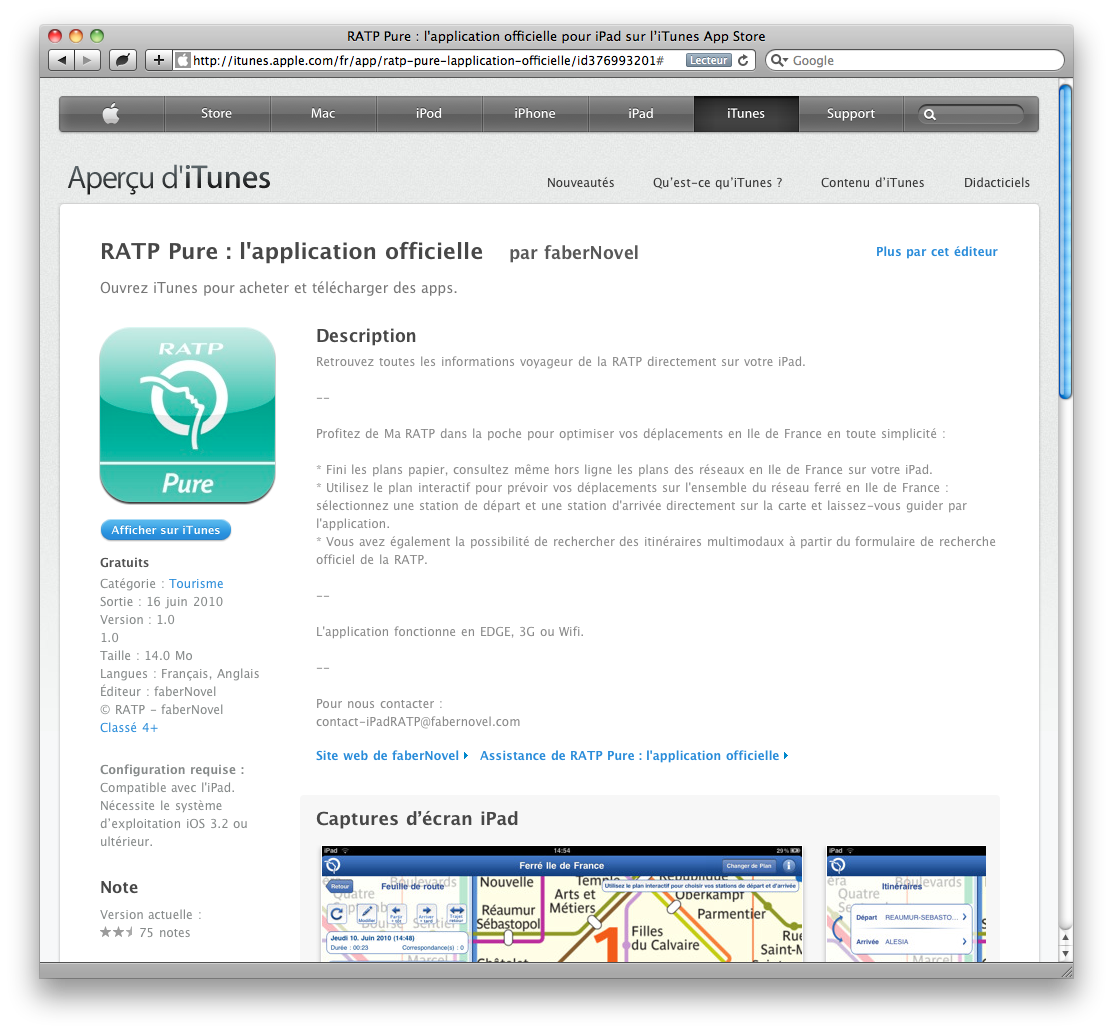 RATP Pure : l'application officielle pour iPad sur l'iTunes App Store
http://itunes.apple.com/fr/app/ratp-pure-lapplication-officielle/id376993201#
Lecteur
Google
Store
Mac
iPod
iPhone
iPad
iTunes
Support
Aperçu d'iTunes
Nouveautés
Qu'est-ce qu'iTunes ?
Contenu d'iTunes
Didacticiels
RATP Pure : l'application officielle
par faberNovel
Plus par cet éditeur
Ouvrez iTunes pour acheter et télécharger des apps.
RATP
Pure
Afficher sur iTunes
Gratuits
Catégorie : Tourisme
Sortie : 16 juin 2010
Version : 1.0
1.0
Taille : 14.0 Mo
Langues : Français, Anglais
Éditeur : faberNovel
© RATP - faberNovel
Classé 4+
Configuration requise :
Compatible avec l'iPad.
Nécessite le système
d'exploitation iOS 3.2 ou
ultérieur.
Note
Version actuelle :
75 notes
Description
Retrouvez toutes les informations voyageur de la RATP directement sur votre iPad.
--
Profitez de Ma RATP dans la poche pour optimiser vos déplacements en Ile de France en toute simplicité :
* Fini les plans papier, consultez même hors ligne les plans des réseaux en Ile de France sur votre iPad.
* Utilisez le plan interactif pour prévoir vos déplacements sur l'ensemble du réseau ferré en Ile de France :
sélectionnez une station de départ et une station d'arrivée directement sur la carte et laissez-vous guider par
l'application.
* Vous avez également la possibilité de rechercher des itinéraires multimodaux à partir du formulaire de recherche
officiel de la RATP.
--
L'application fonctionne en EDGE, 3G ou Wifi.
--
Pour nous contacter :
contact-iPadRATP@fabernovel.com
Site web de faberNovel
Assistance de RATP Pure : l'application officielle
Captures d'écran iPad
iPad
14:54
29 %
Ferré Ile de France
Changer de Plan
Retour
Feuille de route
Utilisez le plan interactif pour choisir vos stations de départ et d'arrivée
Quatre
Boulevards
Modifier
Trajet
retour
Jeudi 10. Juin 2010 (14:48)
Durée : 00:23
Correspondance(s) : 0
Marcel
Nouvelle
Temple
République
Arts et
Métiers
Oberkampf
Réaumur
Sébastopol
Parmentier
1
Filles
du Calvaire
Rue
Saint-M
Châtelet
iPad
Boulevards
Itinéraires
Quatre
Départ
REAUMUR-SEBASTO...
Arrivée
ALESIA
Marcel